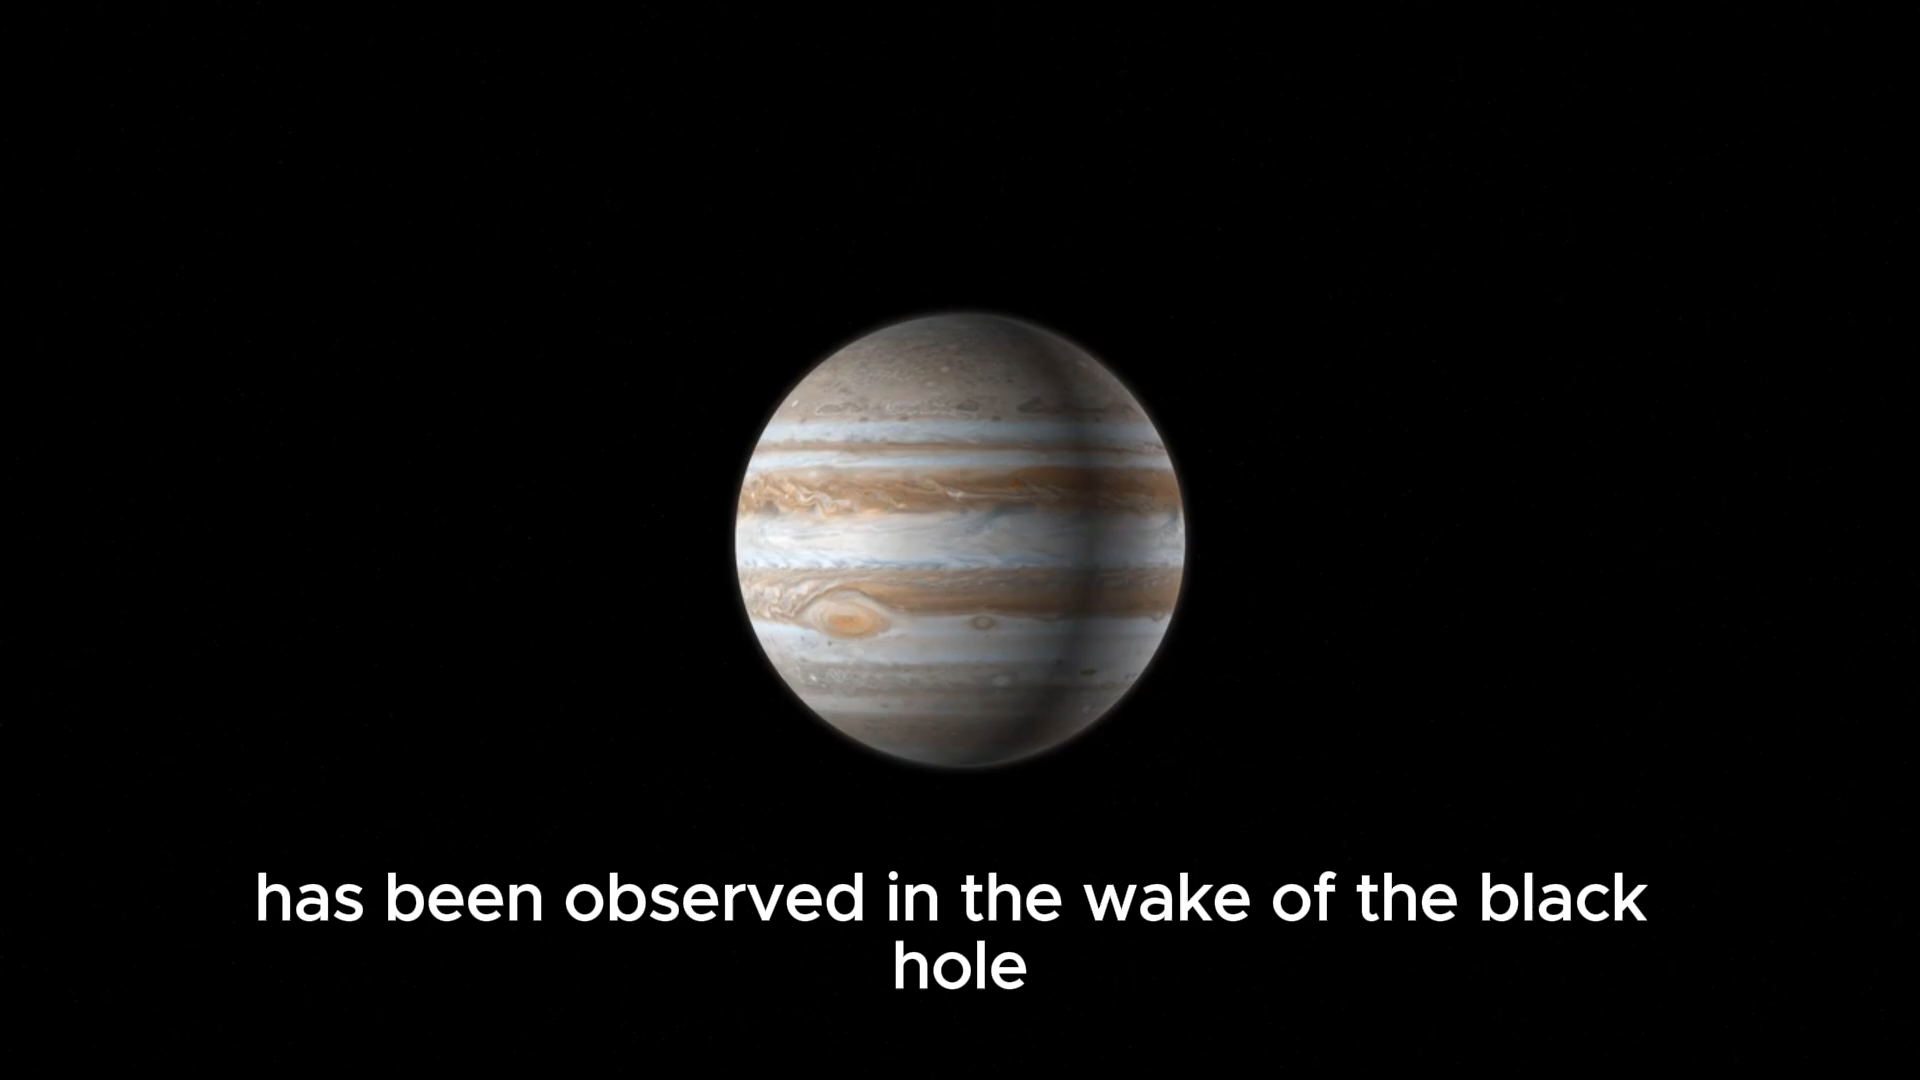 has been observed in the wake of the black
hole